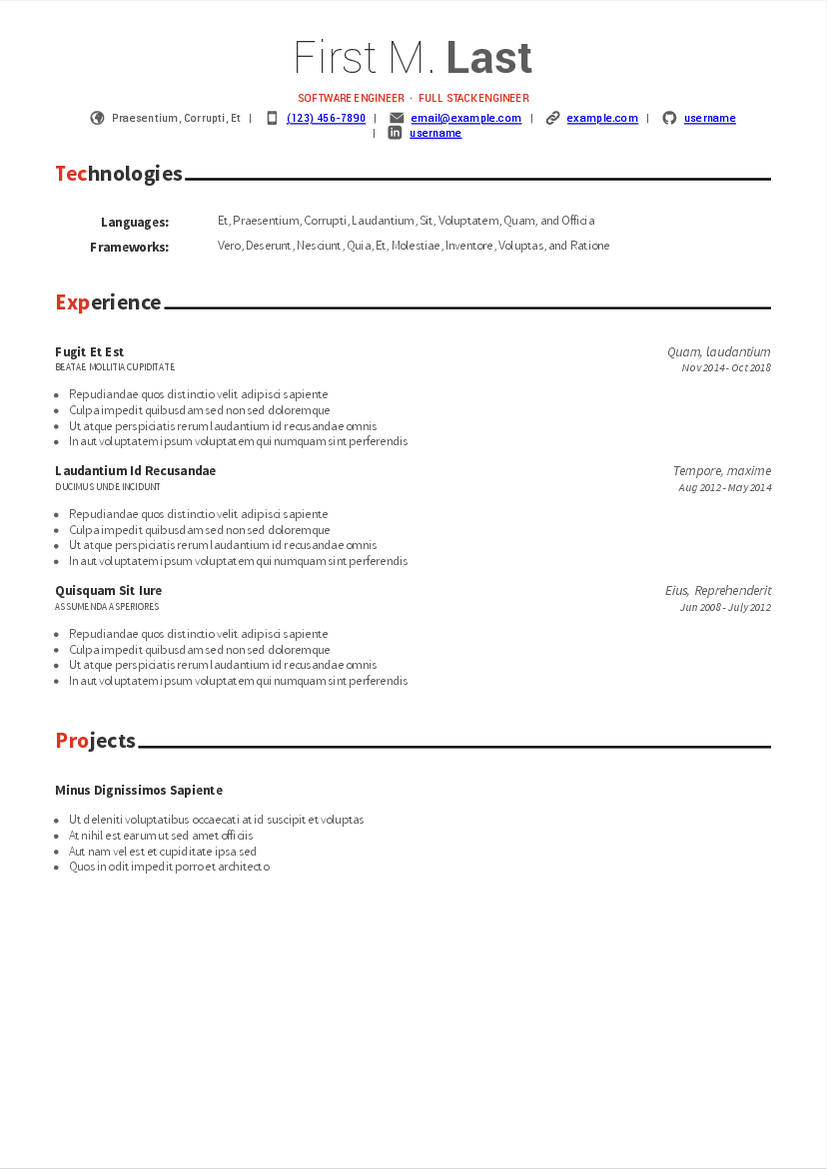 First M. Last
SOFTWARE ENGINEER · FULL STACK ENGINEER
Praesentium, Corrupti, Et | (123) 456-7890 | email@example.com | example.com | username
| username
Technologies
Languages: Et, Praesentium, Corrupti, Laudantium, Sit, Voluptatem, Quam, and Officia
Frameworks: Vero, Deserunt, Nesciunt, Quia, Et, Molestiae, Inventore, Voluptas, and Ratione
Experience
Fugit Et Est Quam, laudantium
BEATAE MOLLITIA CUPIDITATE Nov 2014 - Oct 2018
• Repudiandae quos distinctio velit adipisci sapiente
• Culpa impedit quibusdam sed non sed doloremque
• Ut atque perspiciatis rerum laudantium id recusandae omnis
• In aut voluptatem ipsum voluptatem qui numquam sint perferendis
Laudantium Id Recusandae Tempore, maxime
DUCIMUS UNDE INCIDUNT Aug 2012 - May 2014
• Repudiandae quos distinctio velit adipisci sapiente
• Culpa impedit quibusdam sed non sed doloremque
• Ut atque perspiciatis rerum laudantium id recusandae omnis
• In aut voluptatem ipsum voluptatem qui numquam sint perferendis
Quisquam Sit Iure Eius, Reprehenderit
ASSUMENDA ASPERIORES Jun 2008 - July 2012
• Repudiandae quos distinctio velit adipisci sapiente
• Culpa impedit quibusdam sed non sed doloremque
• Ut atque perspiciatis rerum laudantium id recusandae omnis
• In aut voluptatem ipsum voluptatem qui numquam sint perferendis
Projects
Minus Dignissimos Sapiente
• Ut deleniti voluptatibus occaecati at id suscipit et voluptas
• At nihil est earum ut sed amet officiis
• Aut nam vel est et cupiditate ipsa sed
• Quos in odit impedit porro et architecto